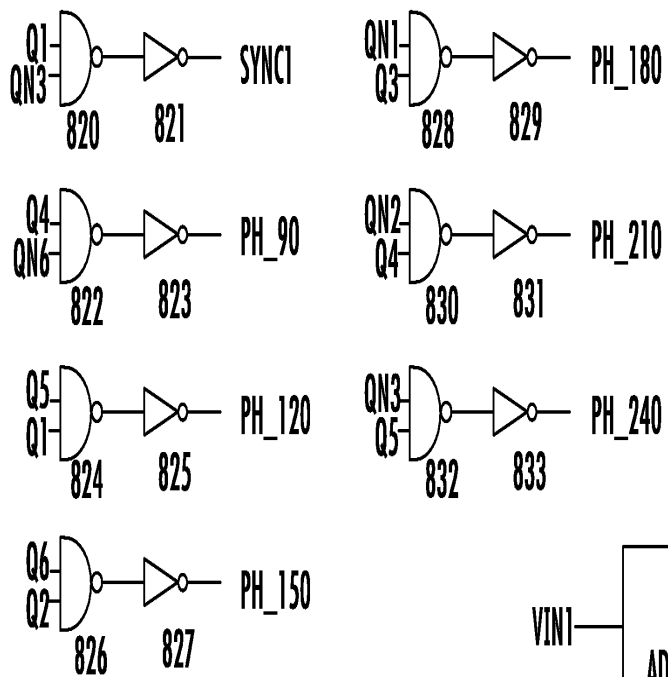 Q1
QN3
820
821
SYNC1
Q4
QN6
822
823
PH_90
Q5
Q1
824
825
PH_120
Q6
Q2
826
827
PH_150
QN1
Q3
828
829
PH_180
QN2
Q4
830
831
PH_210
QN3
Q5
832
833
PH_240
VIN1
AD